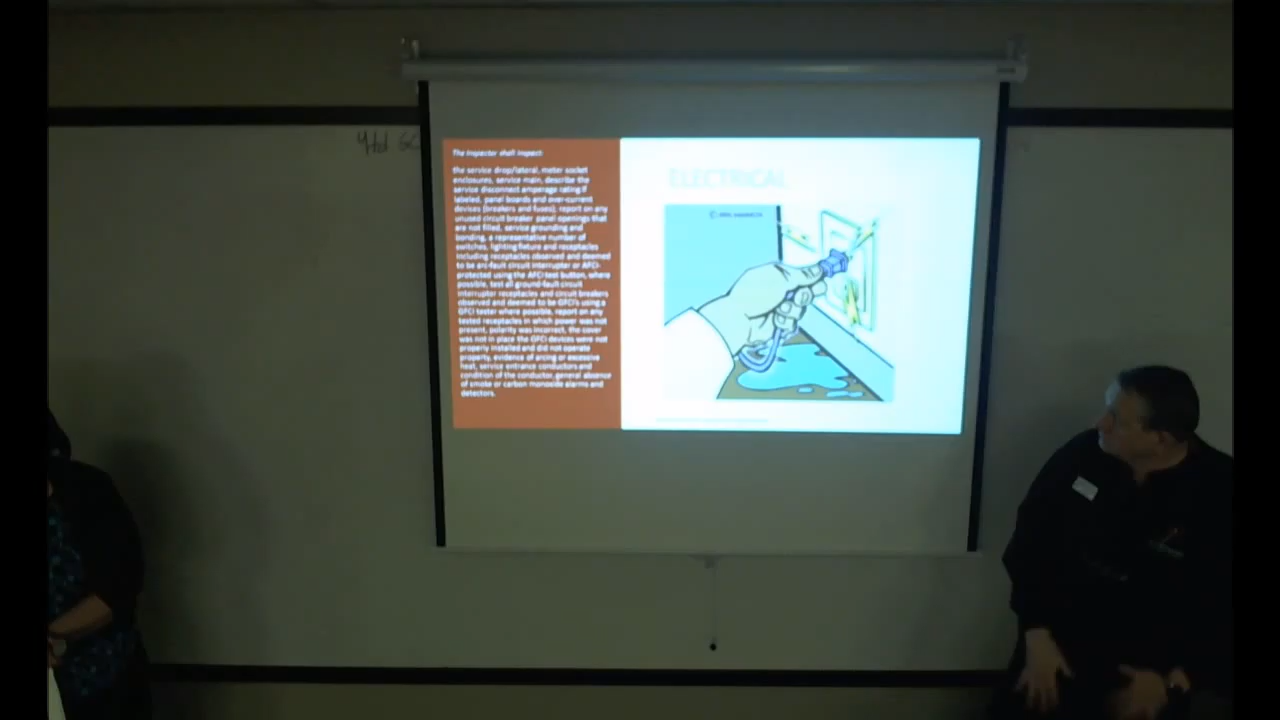 The inspector shall inspect:
the service drop/lateral, meter socket
enclosures, service main, describe the
service disconnect amperage rating if
labeled, panel boards and over-current
devices (breakers and fuses), report on any
unused circuit breaker panel openings that
are not filled, service grounding and
bonding, a representative number of
switches, lighting fixture and receptacles
including receptacles observed and deemed
to be arc-fault circuit interrupter or AFCI-
protected using the AFCI test button, where
possible, test all ground-fault circuit
interrupter receptacles and circuit breakers
observed and deemed to be GFCI's using a
GFCI tester where possible, report on any
tested receptacles in which power was not
present, polarity was incorrect, the cover
was not in place the GFCI devices were not
properly installed and did not operate
properly, evidence of arcing or excessive
heat, service entrance conductors and
condition of the conductor, general absence
of smoke or carbon monoxide alarms and
detectors.
ELECTRICAL